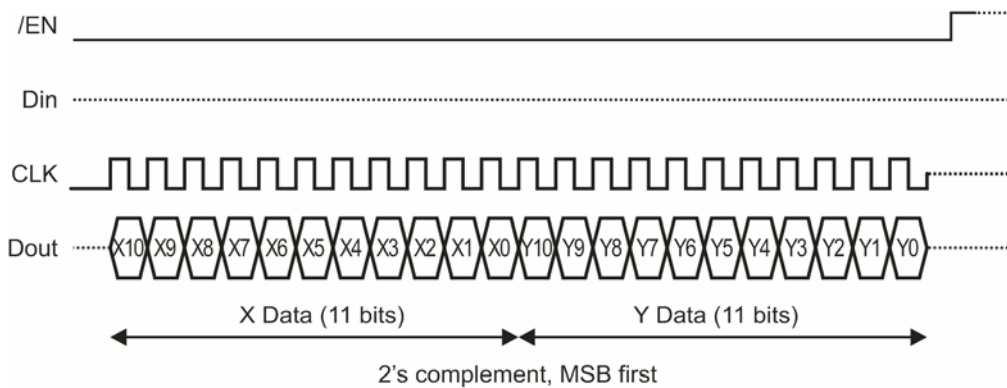 /EN
Din
CLK
Dout X10 X9 X8 X7 X6 X5 X4 X3 X2 X1 X0 Y10 Y9 Y8 Y7 Y6 Y5 Y4 Y3 Y2 Y1 Y0
X Data (11 bits) Y Data (11 bits)
2's complement, MSB first